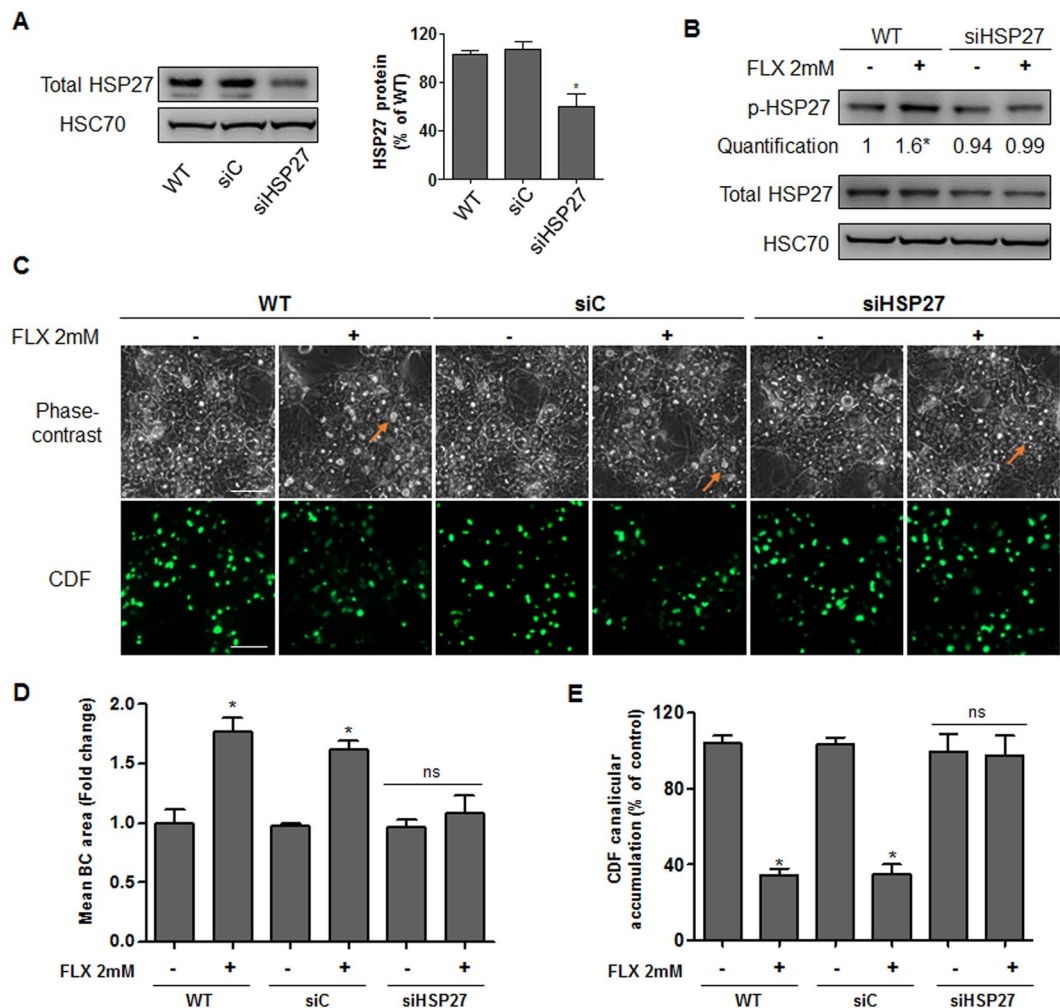 A
Total HSP27
HSC70
WT
siC
siHSP27
HSP27 protein
(% of WT)
120
80
40
0
*
WT
siC
siHSP27
B
WT siHSP27
FLX 2mM - + - +
p-HSP27
Quantification 1 1.6* 0.94 0.99
Total HSP27
HSC70
C
WT siC siHSP27
FLX 2mM - + - + - +
Phase-
contrast
CDF
D
Mean BC area (Fold change)
2.0
1.5
1.0
0.5
0.0
* * ns
FLX 2mM - + - + - +
WT siC siHSP27
E
CDF canalicular
accumulation (% of control)
120
80
40
0
* * ns
FLX 2mM - + - + - +
WT siC siHSP27